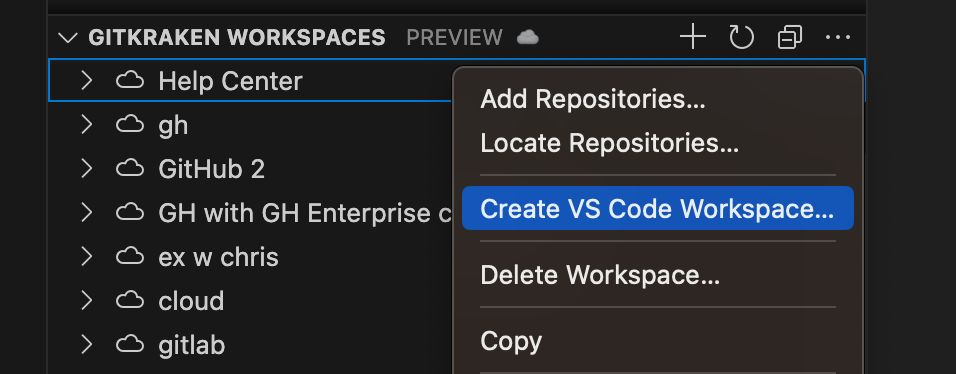 GITKRAKEN WORKSPACES PREVIEW
Help Center
gh
GitHub 2
GH with GH Enterprise c
ex w chris
cloud
gitlab
Add Repositories...
Locate Repositories...
Create VS Code Workspace...
Delete Workspace...
Copy